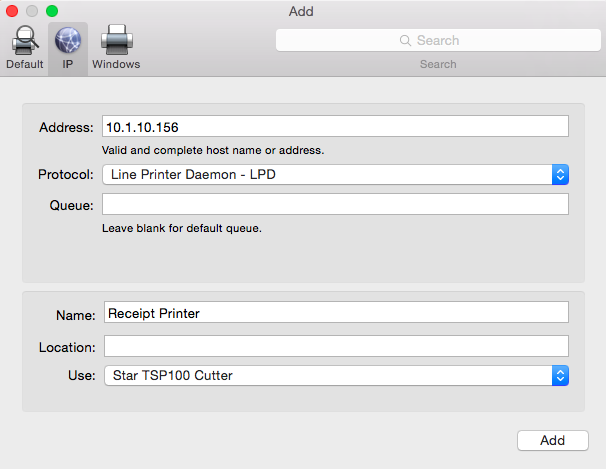 Add
Default IP Windows
Search
Search
Address: 10.1.10.156
Valid and complete host name or address.
Protocol: Line Printer Daemon - LPD
Queue:
Leave blank for default queue.
Name: Receipt Printer
Location:
Use: Star TSP100 Cutter
Add